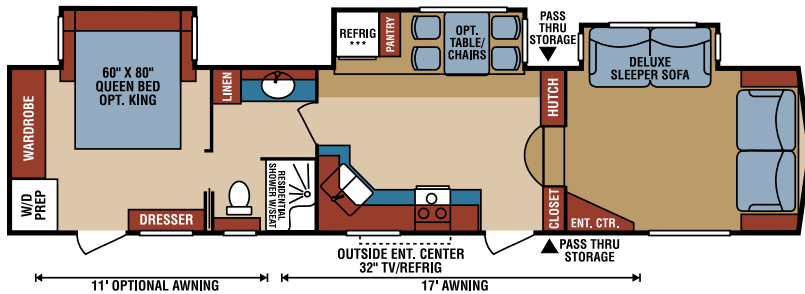 WARDROBE
W/D
PREP
60" X 80"
QUEEN BED
OPT. KING
DRESSER
LINEN
RESIDENTIAL
SHOWER W/SEAT
REFRIG
***
PANTRY
OPT.
TABLE/
CHAIRS
PASS
THRU
STORAGE
HUTCH
CLOSET
DELUXE
SLEEPER SOFA
ENT. CTR.
PASS THRU
STORAGE
OUTSIDE ENT. CENTER
32" TV/REFRIG
11' OPTIONAL AWNING
17' AWNING